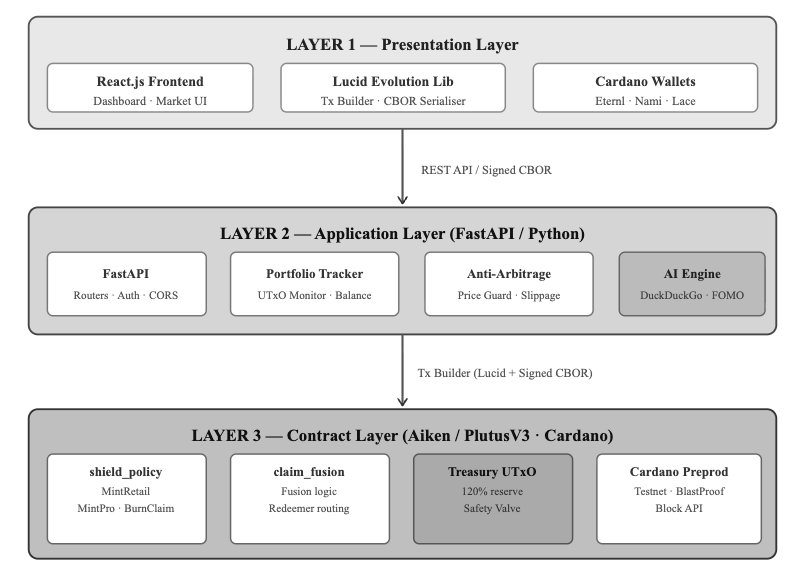 LAYER 1 — Presentation Layer
React.js Frontend
Dashboard · Market UI
Lucid Evolution Lib
Tx Builder · CBOR Serialiser
Cardano Wallets
Eternl · Nami · Lace
REST API / Signed CBOR
LAYER 2 — Application Layer (FastAPI / Python)
FastAPI
Routers · Auth · CORS
Portfolio Tracker
UTxO Monitor · Balance
Anti-Arbitrage
Price Guard · Slippage
AI Engine
DuckDuckGo · FOMO
Tx Builder (Lucid + Signed CBOR)
LAYER 3 — Contract Layer (Aiken / PlutusV3 · Cardano)
shield_policy
MintRetail
MintPro · BurnClaim
claim_fusion
Fusion logic
Redeemer routing
Treasury UTxO
120% reserve
Safety Valve
Cardano Preprod
Testnet · BlastProof
Block API